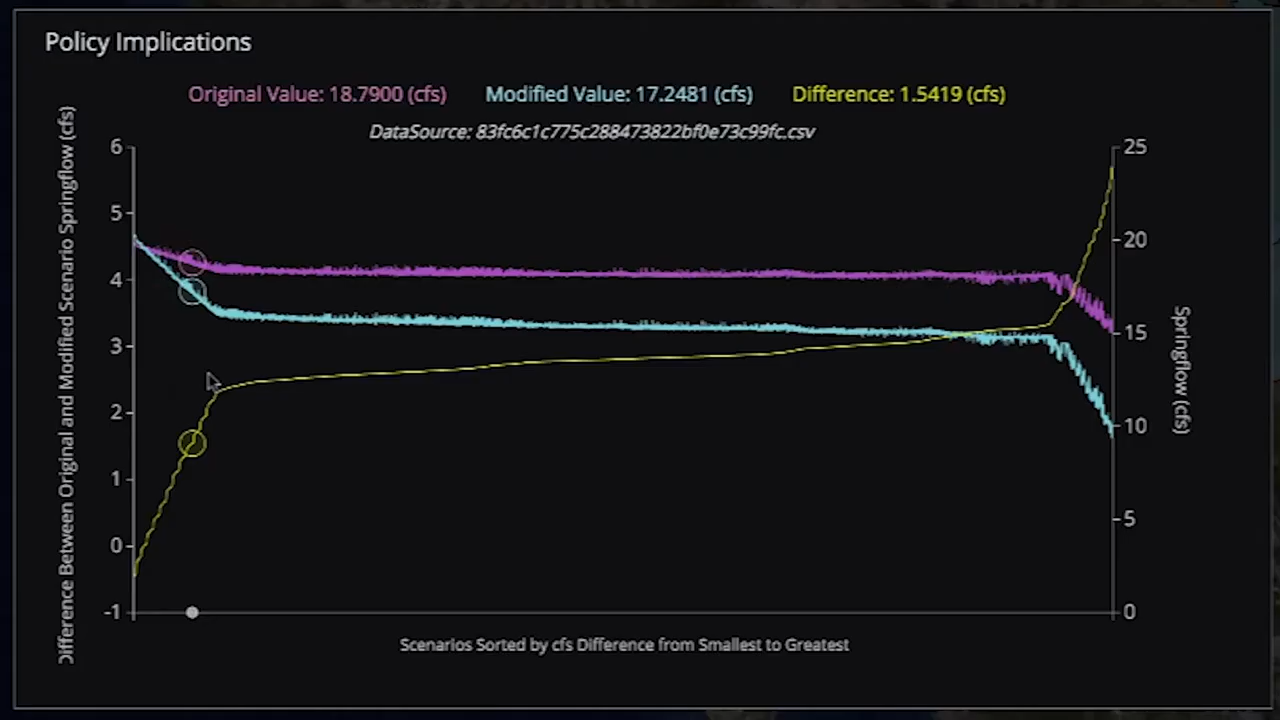 Policy Implications
Original Value: 18.7900 (cfs) Modified Value: 17.2481 (cfs) Difference: 1.5419 (cfs)
DataSource: 83fc6c1c775c288473822bf0e73c99fc.csv
Difference Between Original and Modified Scenario Springflow (cfs)
6
5
4
3
2
1
0
-1
25
20
15
10
5
0
Springflow (cfs)
Scenarios Sorted by cfs Difference from Smallest to Greatest